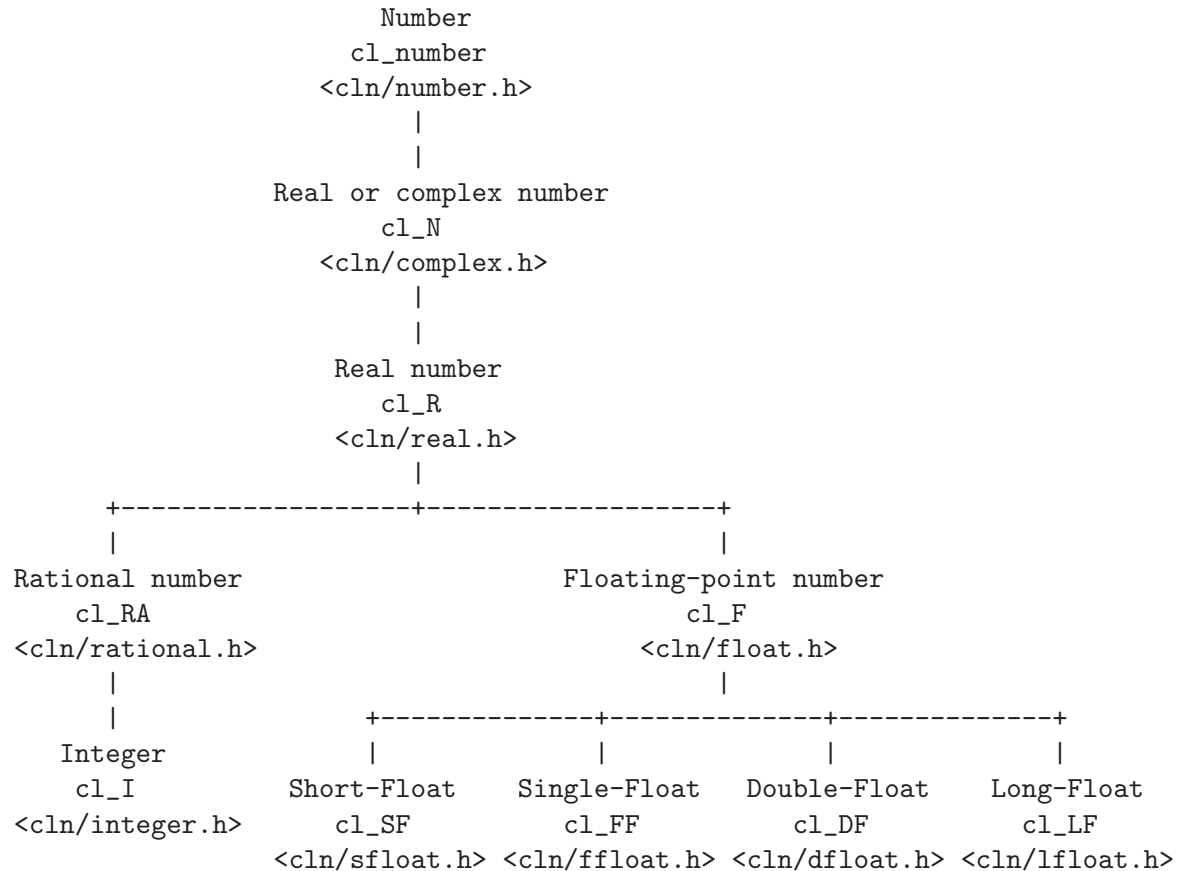 Number
cl_number
<cln/number.h>
|
|
Real or complex number
cl_N
<cln/complex.h>
|
|
Real number
cl_R
<cln/real.h>
|
+-------------------+-------------------+
| |
Rational number Floating-point number
cl_RA cl_F
<cln/rational.h> <cln/float.h>
| |
| +--------------+--------------+--------------+
Integer | | | |
cl_I Short-Float Single-Float Double-Float Long-Float
<cln/integer.h> cl_SF cl_FF cl_DF cl_LF
<cln/sfloat.h> <cln/ffloat.h> <cln/dfloat.h> <cln/lfloat.h>